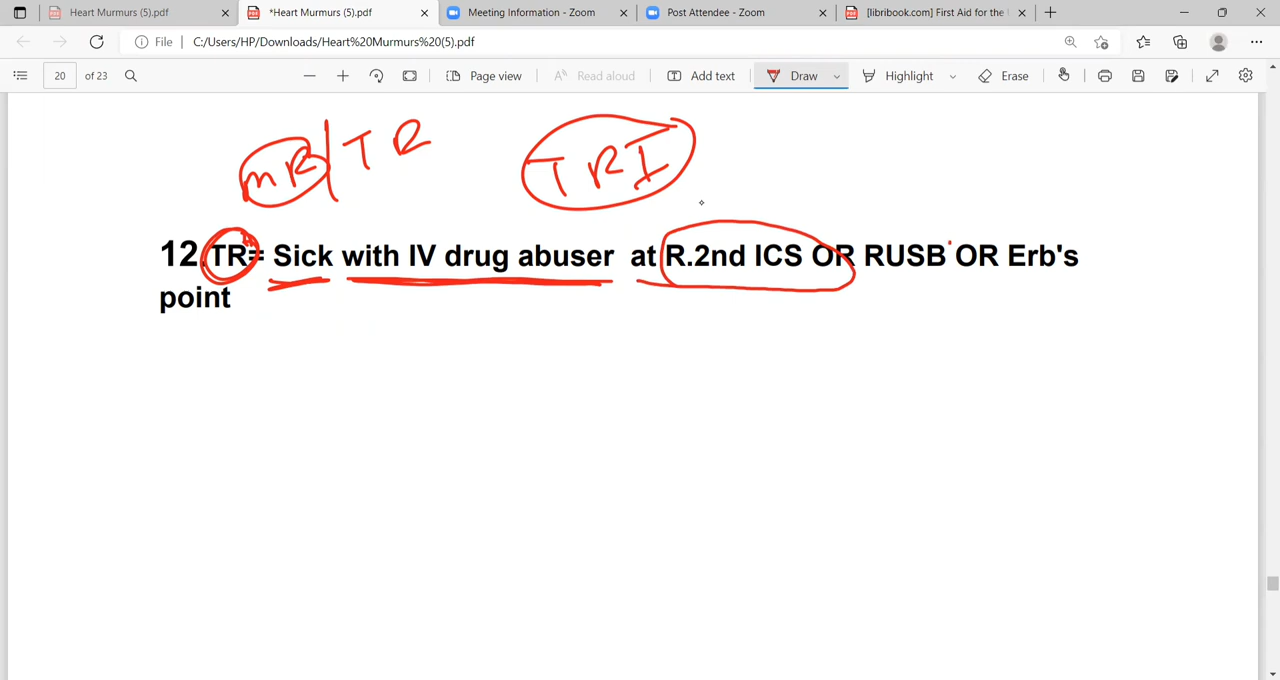 Heart Murmurs (5).pdf
*Heart Murmurs (5).pdf
Meeting Information - Zoom
Post Attendee - Zoom
[libribook.com] First Aid for the
File
C:/Users/HP/Downloads/Heart%20Murmurs%20(5).pdf
20 of 23
Page view
Read aloud
Add text
Draw
Highlight
Erase
mR | TR
TRI
12.TR= Sick with IV drug abuser at R.2nd ICS OR RUSB OR Erb's
point